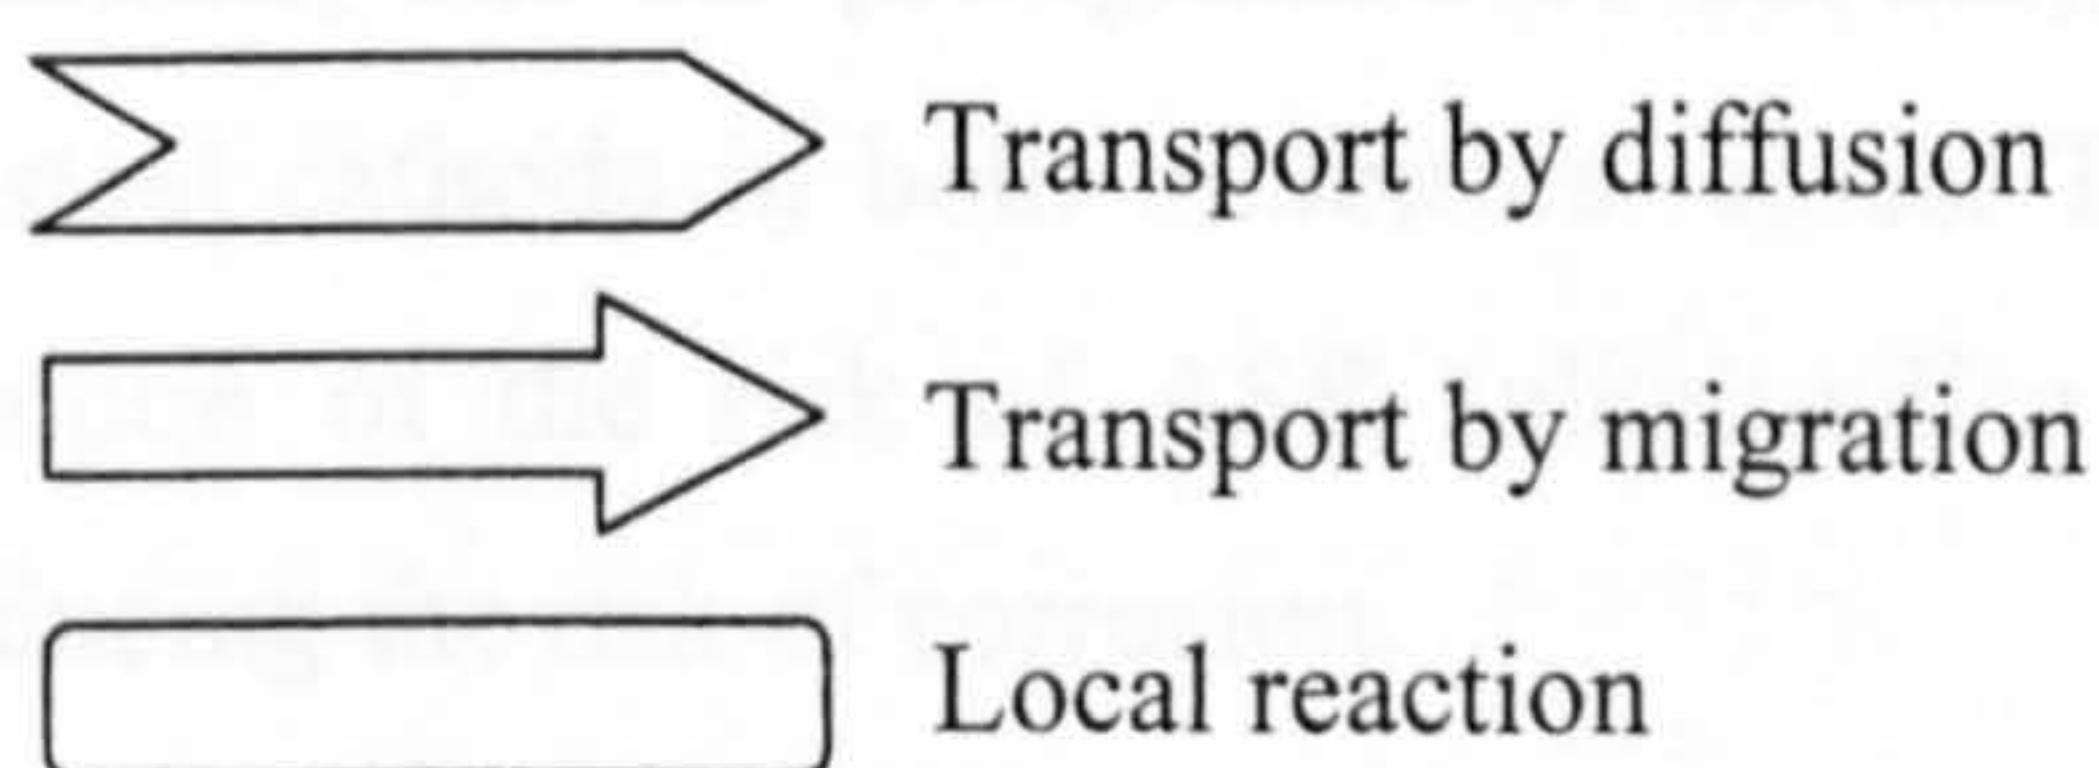 Transport by diffusion
Transport by migration
Local reaction